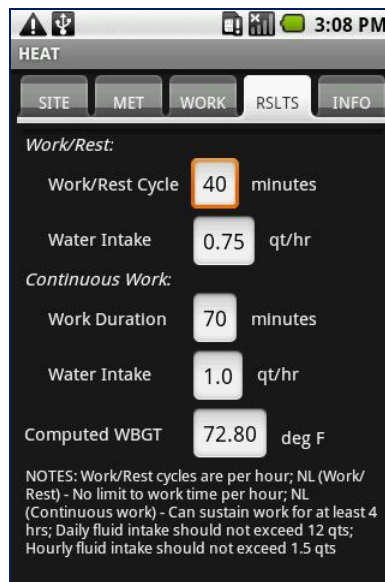 3:08 PM
HEAT
SITE MET WORK RSLTS INFO
Work/Rest:
Work/Rest Cycle 40 minutes
Water Intake 0.75 qt/hr
Continuous Work:
Work Duration 70 minutes
Water Intake 1.0 qt/hr
Computed WBGT 72.80 deg F
NOTES: Work/Rest cycles are per hour; NL (Work/
Rest) - No limit to work time per hour; NL
(Continuous work) - Can sustain work for at least 4
hrs; Daily fluid intake should not exceed 12 qts;
Hourly fluid intake should not exceed 1.5 qts